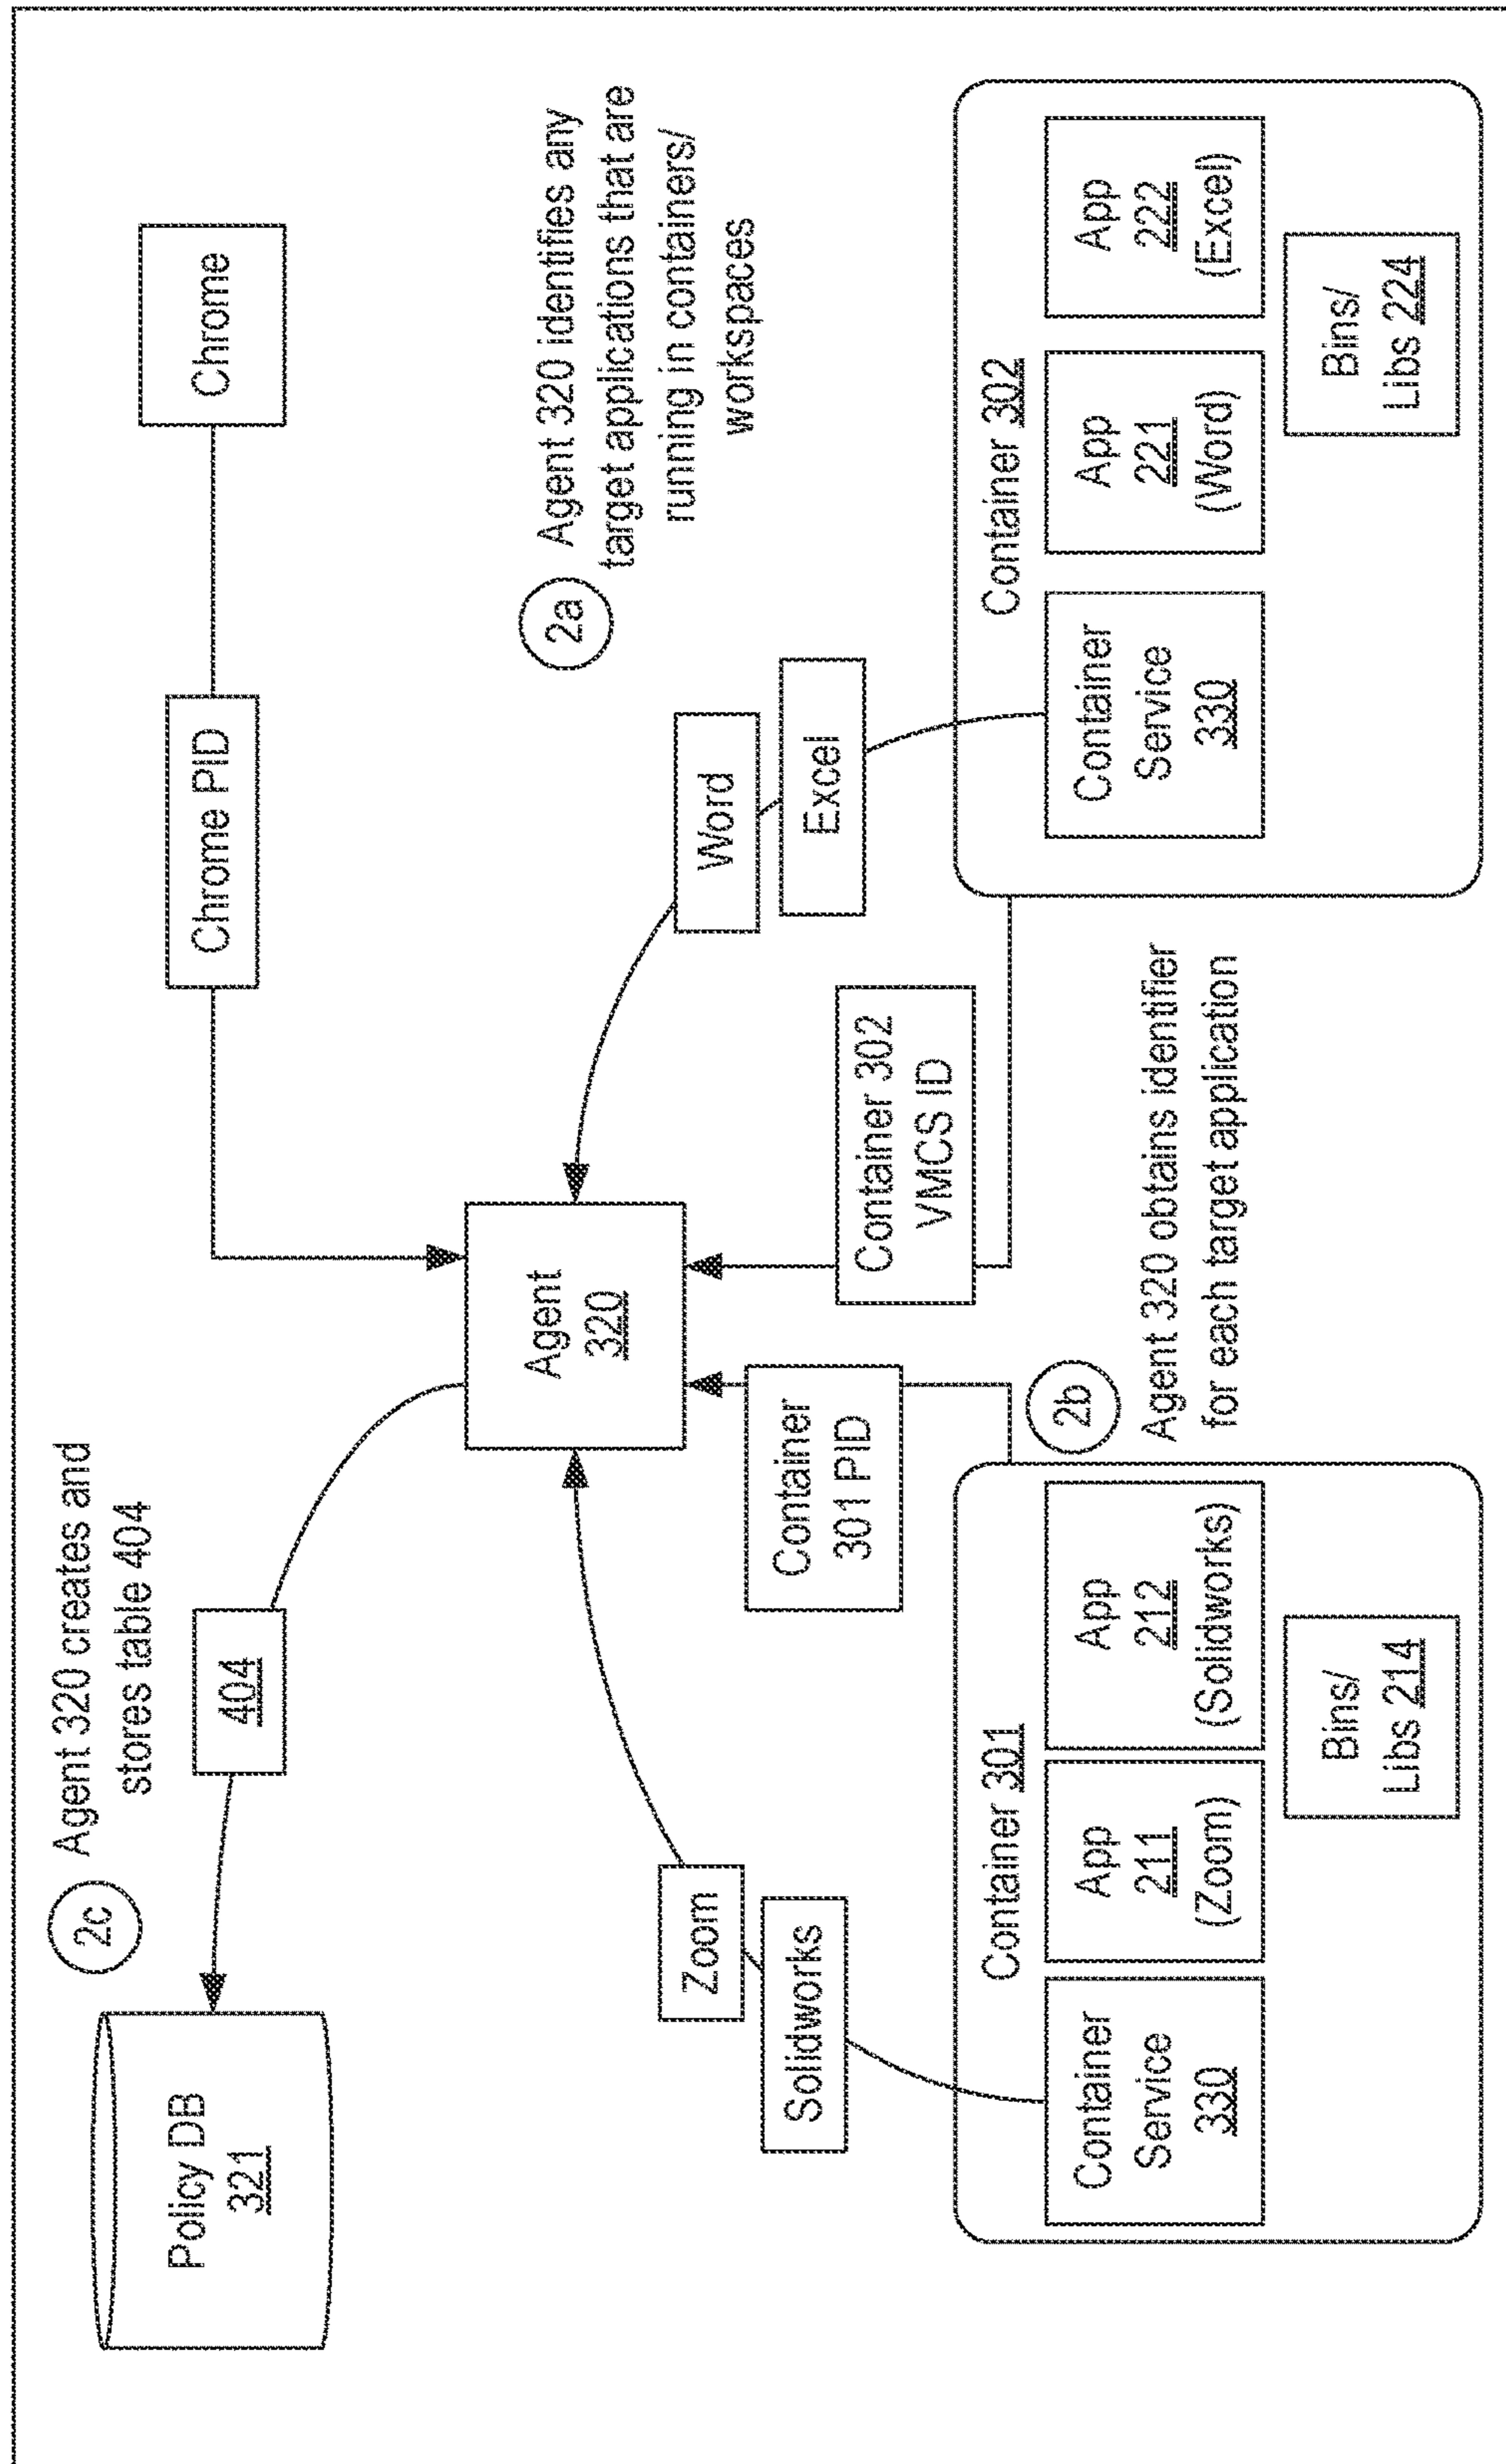 2c
Agent 320 creates and
stores table 404
Policy DB
321
404
Chrome PID
Chrome
Agent
320
2a
Agent 320 identifies any
target applications that are
running in containers/
workspaces
Zoom
Solidworks
Word
Excel
Container
301 PID
Container 302
VMCS ID
2b
Agent 320 obtains identifier
for each target application
Container 301
Container
Service
330
App
211
(Zoom)
App
212
(Solidworks)
Bins/
Libs 214
Container 302
Container
Service
330
App
221
(Word)
App
222
(Excel)
Bins/
Libs 224